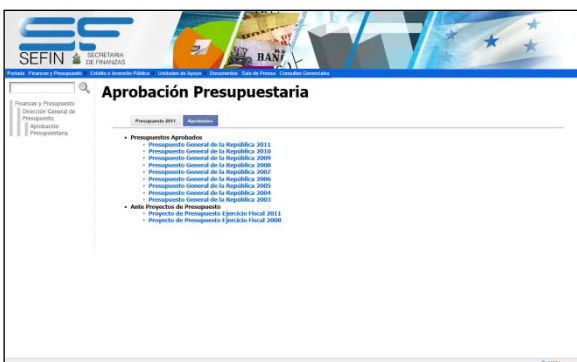 SEFIN
SECRETARIA
DE FINANZAS
BAN
Portada Finanzas y Presupuesto Crédito e Inversión Pública Unidades de Apoyo Documentos Sala de Prensa Consultas Gerenciales
Aprobación Presupuestaria
Finanzas y Presupuesto
Dirección General de
Presupuesto
Aprobación
Presupuestaria
Presupuesto 2011 Aprobados
Presupuestos Aprobados
Presupuesto General de la República 2011
Presupuesto General de la República 2010
Presupuesto General de la República 2009
Presupuesto General de la República 2008
Presupuesto General de la República 2007
Presupuesto General de la República 2006
Presupuesto General de la República 2005
Presupuesto General de la República 2004
Presupuesto General de la República 2003
Ante Proyectos de Presupuesto
Proyecto de Presupuesto Ejercicio Fiscal 2011
Proyecto de Presupuesto Ejercicio Fiscal 2008